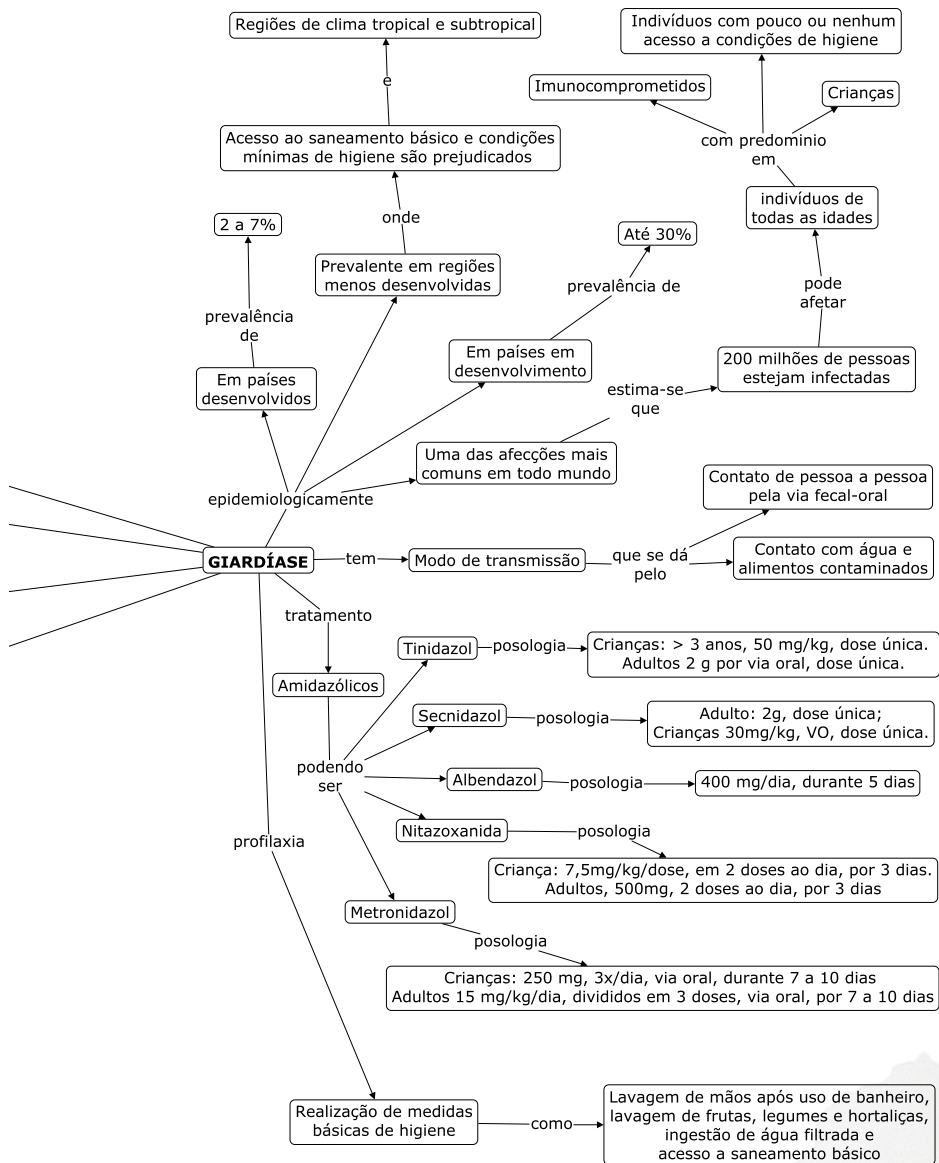 Regiões de clima tropical e subtropical
Indivíduos com pouco ou nenhum
acesso a condições de higiene
e
Imunocomprometidos
Crianças
Acesso ao saneamento básico e condições
mínimas de higiene são prejudicados
com predominio
em
onde
indivíduos de
todas as idades
2 a 7%
Até 30%
Prevalente em regiões
menos desenvolvidas
prevalência de
pode
afetar
prevalência
de
Em países em
desenvolvimento
200 milhões de pessoas
estejam infectadas
Em países
desenvolvidos
estima-se
que
Uma das afecções mais
comuns em todo mundo
epidemiologicamente
Contato de pessoa a pessoa
pela via fecal-oral
GIARDÍASE
tem
Modo de transmissão
que se dá
pelo
Contato com água e
alimentos contaminados
tratamento
Tinidazol
posologia
Crianças: > 3 anos, 50 mg/kg, dose única.
Adultos 2 g por via oral, dose única.
Amidazólicos
Secnidazol
posologia
Adulto: 2g, dose única;
Crianças 30mg/kg, VO, dose única.
podendo
ser
Albendazol
posologia
400 mg/dia, durante 5 dias
Nitazoxanida
posologia
profilaxia
Criança: 7,5mg/kg/dose, em 2 doses ao dia, por 3 dias.
Adultos, 500mg, 2 doses ao dia, por 3 dias
Metronidazol
posologia
Crianças: 250 mg, 3x/dia, via oral, durante 7 a 10 dias
Adultos 15 mg/kg/dia, divididos em 3 doses, via oral, por 7 a 10 dias
Realização de medidas
básicas de higiene
como
Lavagem de mãos após uso de banheiro,
lavagem de frutas, legumes e hortaliças,
ingestão de água filtrada e
acesso a saneamento básico